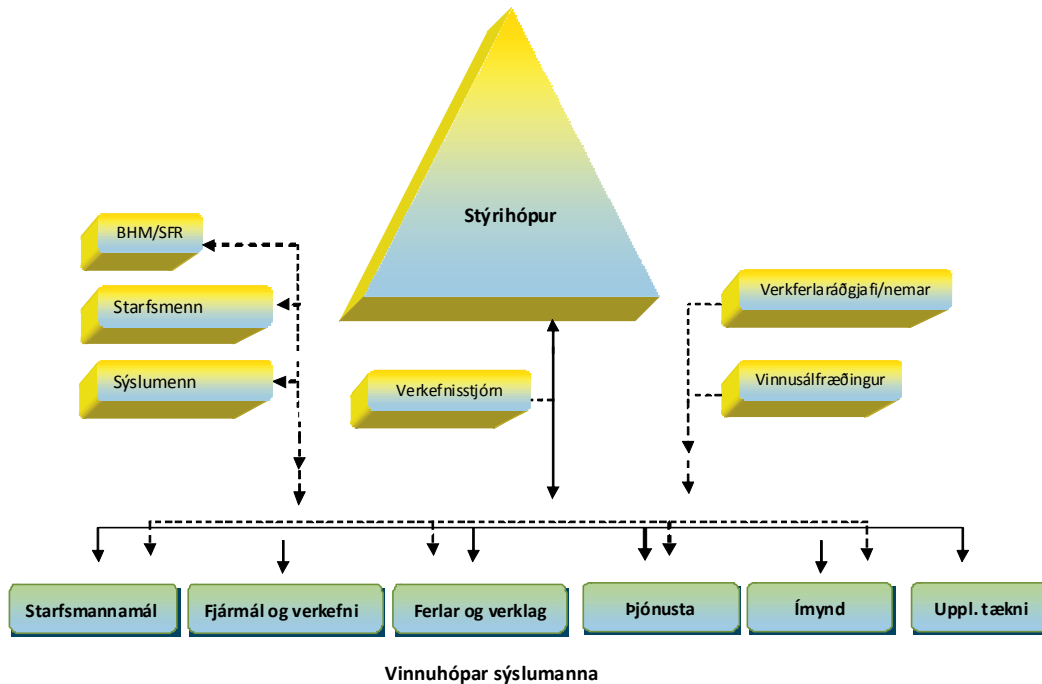 Stýrihópur
BHM/SFR
Starfsmenn
Sýslumenn
Verkefnisstjórn
Verkferlaráðgjafi/nemar
Vinnusálfræðingur
Starfsmannamál
Fjármál og verkefni
Ferlar og verklag
Þjónusta
Ímynd
Uppl. tækni
Vinnuhópar sýslumanna